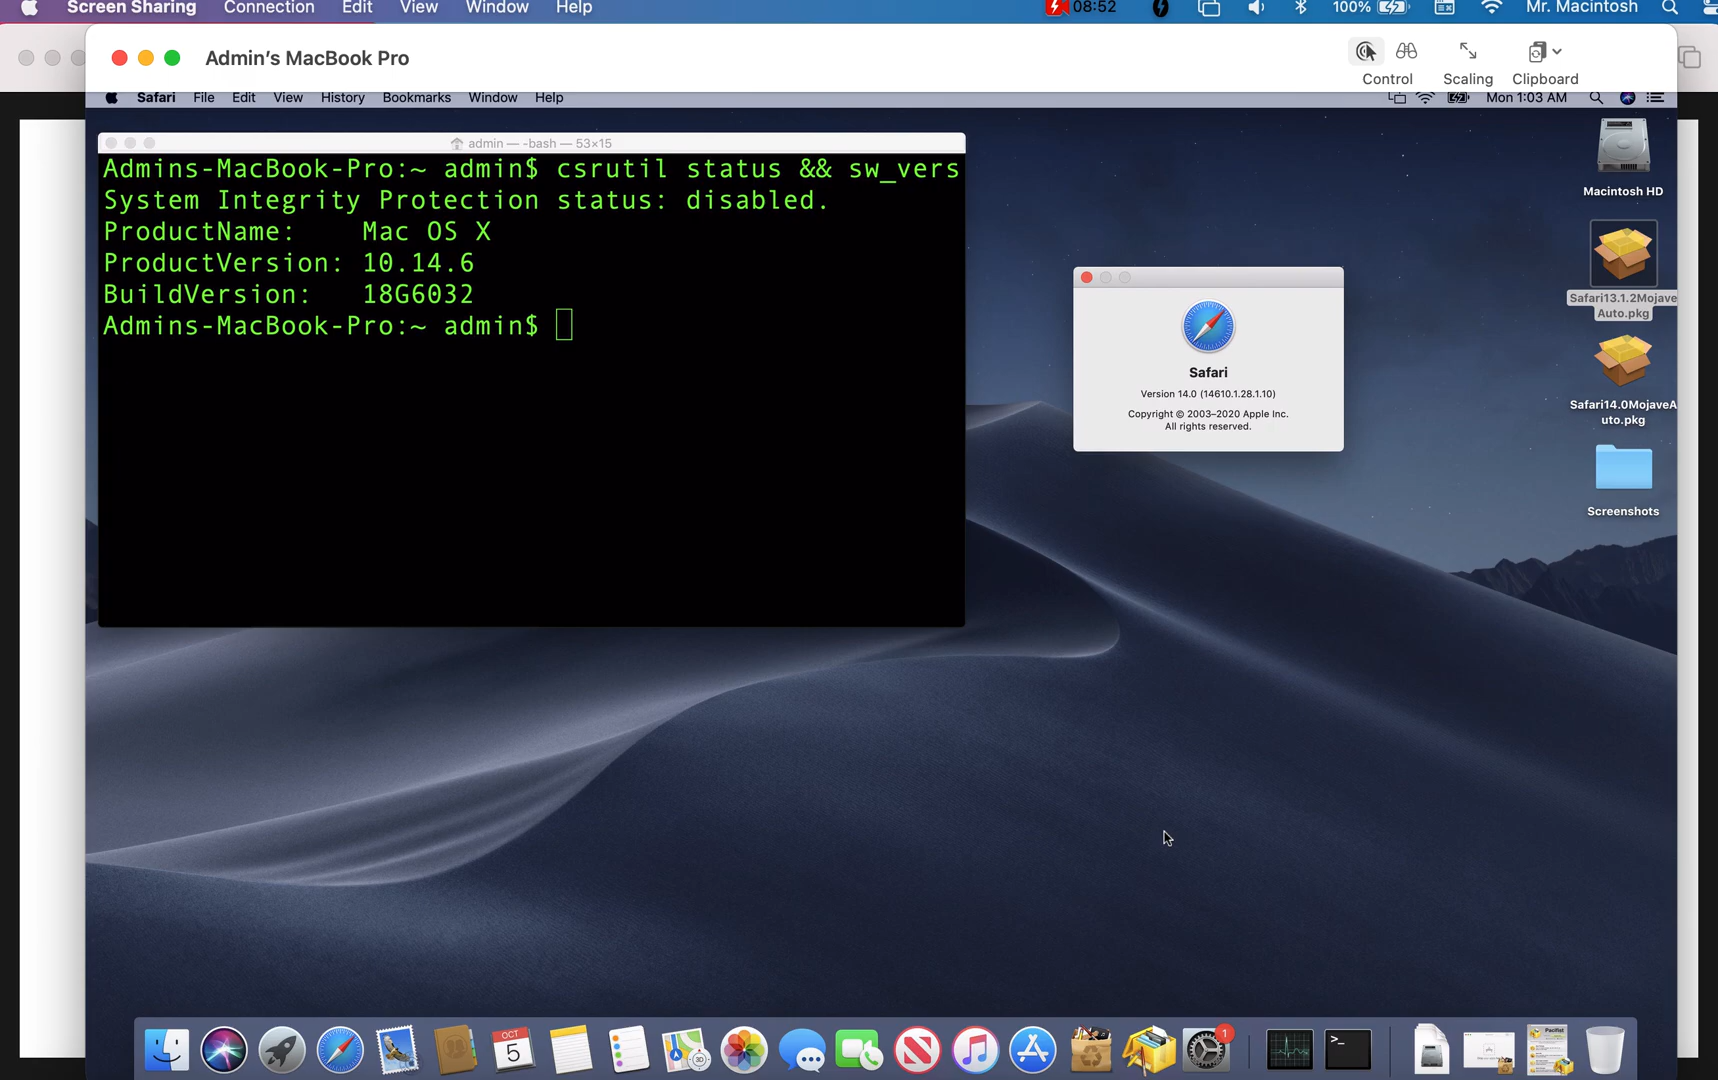 Screen Sharing Connection Edit View Window Help 08:52 100% Mr. Macintosh
Admin's MacBook Pro
Control Scaling Clipboard
Safari File Edit View History Bookmarks Window Help Mon 1:03 AM
admin — -bash — 53×15
Admins-MacBook-Pro:~ admin$ csrutil status && sw_vers
System Integrity Protection status: disabled.
ProductName: Mac OS X
ProductVersion: 10.14.6
BuildVersion: 18G6032
Admins-MacBook-Pro:~ admin$
Safari
Version 14.0 (14610.1.28.1.10)
Copyright © 2003–2020 Apple Inc.
All rights reserved.
Macintosh HD
Safari13.1.2Mojave
Auto.pkg
Safari14.0MojaveA
uto.pkg
Screenshots
OCT
5
3D
1
>_
Pacifist